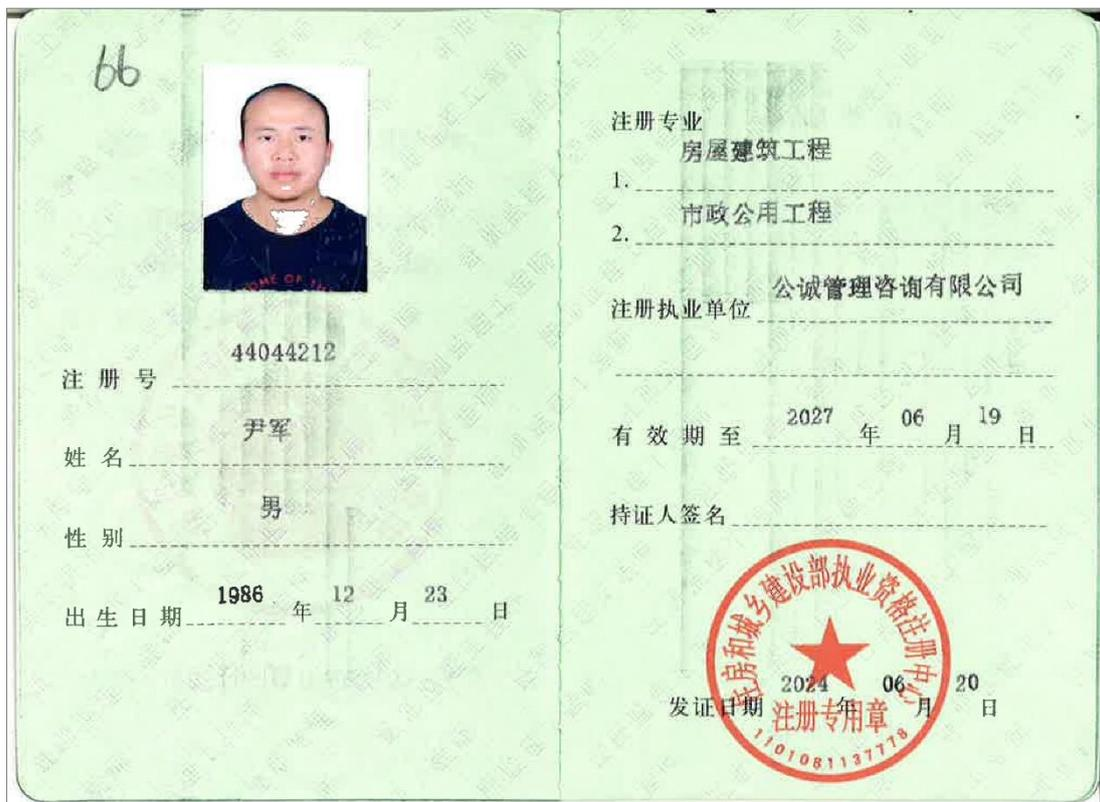 66
HOME OF THE
注册号 44044212
姓名 尹军
性别 男
出生日期 1986 年 12 月 23 日
注册专业
1. 房屋建筑工程
2. 市政公用工程
注册执业单位 公诚管理咨询有限公司
有效期至 2027 年 06 月 19 日
持证人签名
住房和城乡建设部执业资格注册中心
发证日期 2024 年 06 月 20 日
注册专用章
1101081137778